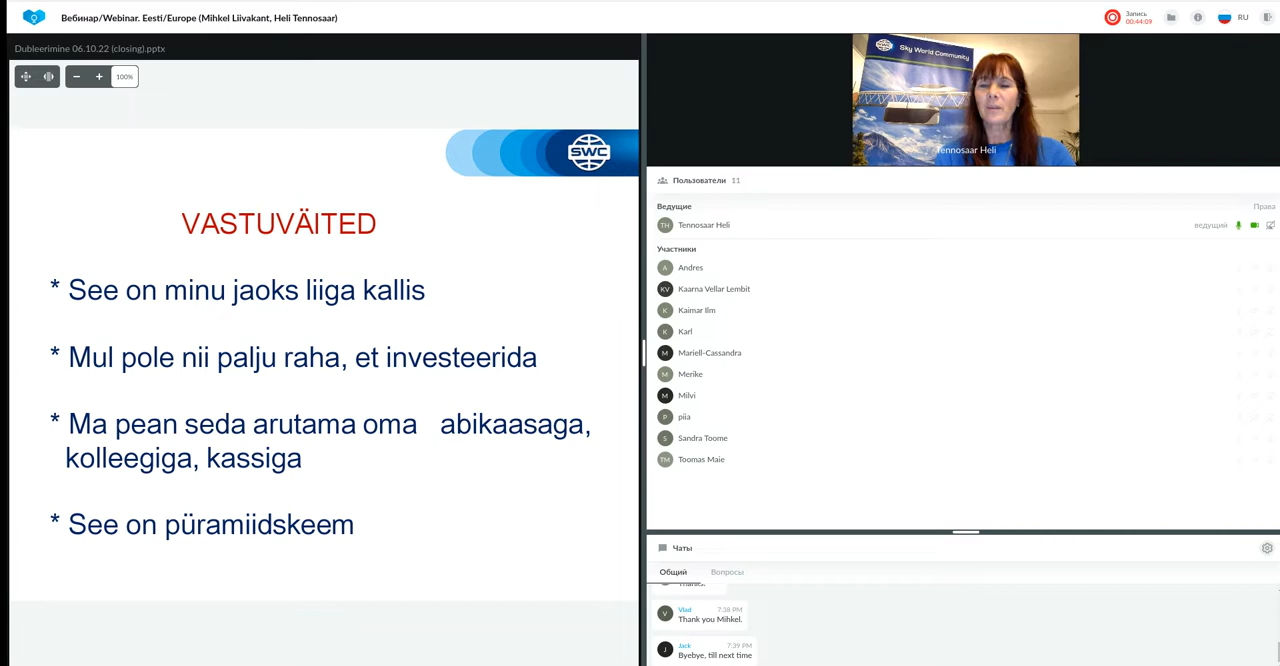 Вебинар/Webinar. Eesti/Europe (Mihkel Liivakant, Heli Tennosaar)
Запись
00:44:09
RU
Dubleerimine 06.10.22 (closing).pptx
100%
SWC
VASTUVÄITED
* See on minu jaoks liiga kallis
* Mul pole nii palju raha, et investeerida
* Ma pean seda arutama oma abikaasaga,
kolleegiga, kassiga
* See on püramiidskeem
Sky World Community
Tennosaar Heli
Пользователи 11
Ведущие Права
TH Tennosaar Heli ведущий
Участники
A Andres
KV Kaarna Vellar Lembit
K Kaimar Ilm
K Karl
M Mariell-Cassandra
M Merike
M Milvi
P piia
S Sandra Toome
TM Toomas Maie
Чаты
Общий Вопросы
Thanks.
V Vlad 7:38 PM
Thank you Mihkel.
J Jack 7:39 PM
Byebye, till next time